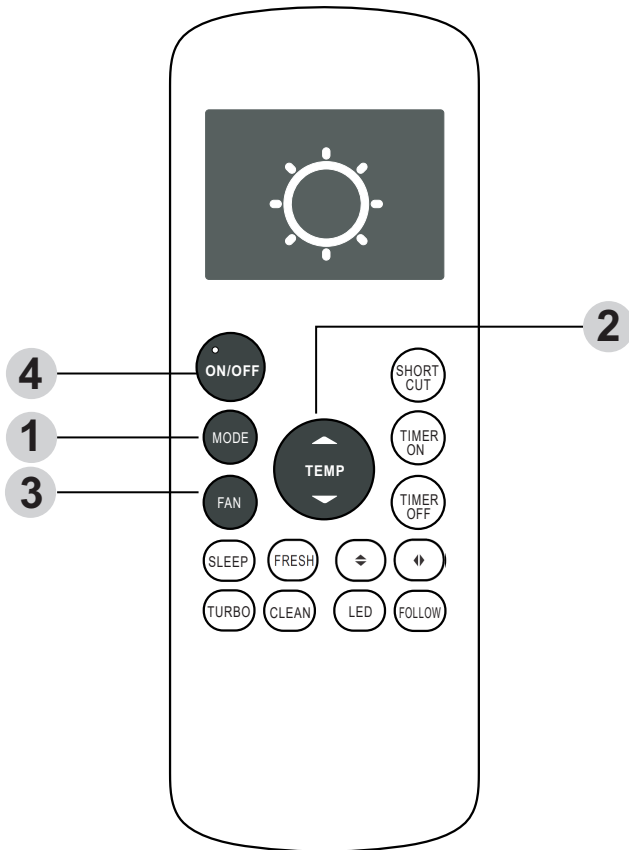 2
4
ON/OFF
SHORT
CUT
1
MODE
TEMP
TIMER
ON
3
FAN
TIMER
OFF
SLEEP
FRESH
TURBO
CLEAN
LED
FOLLOW